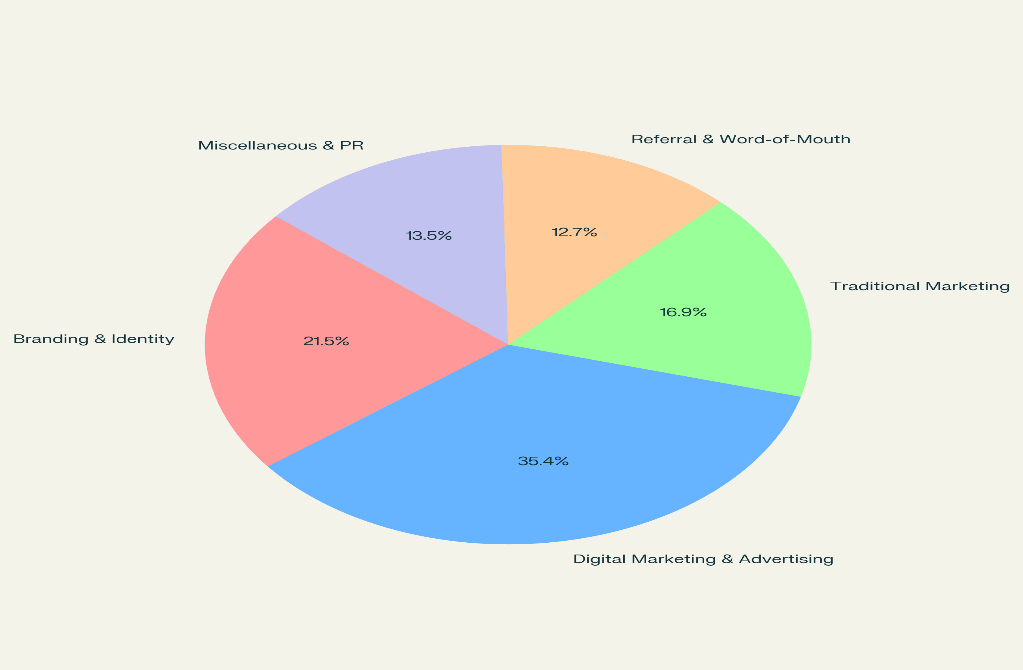 Referral & Word-of-Mouth
Miscellaneous & PR
12.7%
13.5%
Traditional Marketing
16.9%
Branding & Identity
21.5%
35.4%
Digital Marketing & Advertising